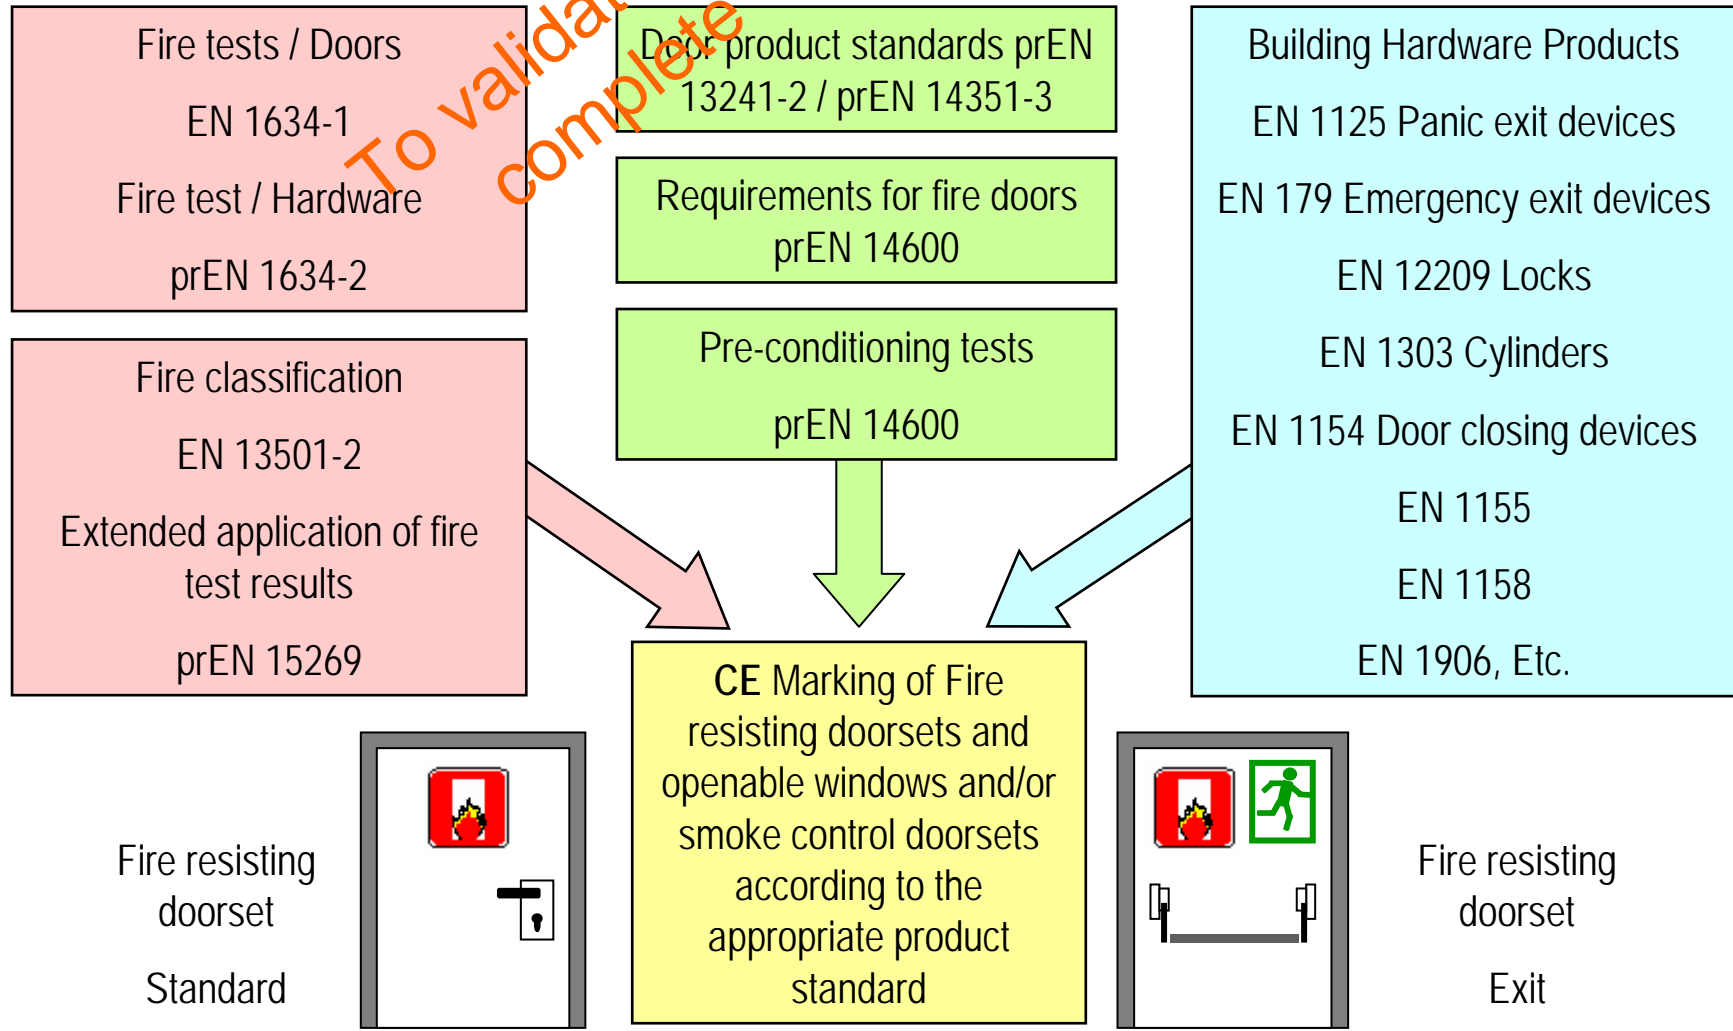 Fire tests / Doors
EN 1634-1
Fire test / Hardware
prEN 1634-2
Fire classification
EN 13501-2
Extended application of fire
test results
prEN 15269
To validat
complete
Door product standards prEN
13241-2 / prEN 14351-3
Requirements for fire doors
prEN 14600
Pre-conditioning tests
prEN 14600
Building Hardware Products
EN 1125 Panic exit devices
EN 179 Emergency exit devices
EN 12209 Locks
EN 1303 Cylinders
EN 1154 Door closing devices
EN 1155
EN 1158
EN 1906, Etc.
CE Marking of Fire
resisting doorsets and
openable windows and/or
smoke control doorsets
according to the
appropriate product
standard
Fire resisting
doorset
Standard
Fire resisting
doorset
Exit